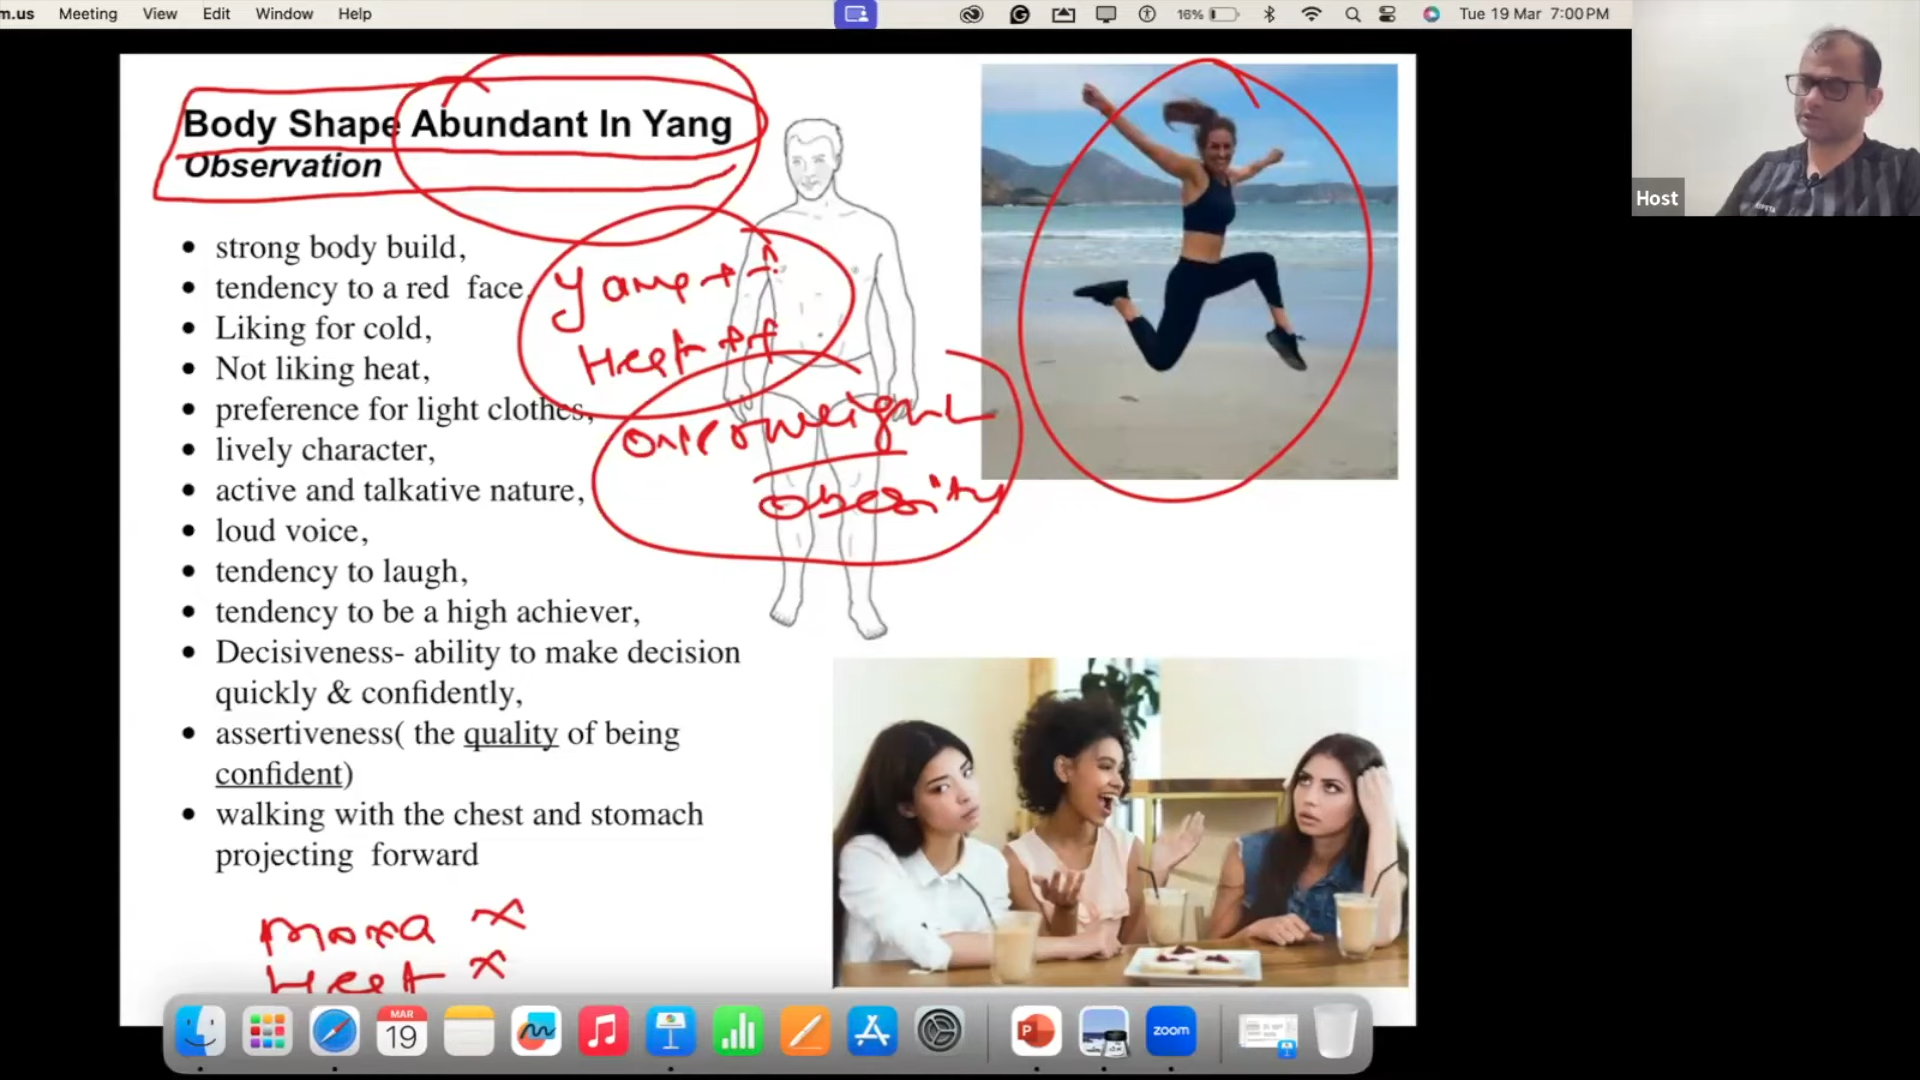 m.us Meeting View Edit Window Help 16% Tue 19 Mar 7:00 PM
Host
Body Shape Abundant In Yang
Observation
• strong body build,
• tendency to a red face,
• Liking for cold,
• Not liking heat,
• preference for light clothes,
• lively character,
• active and talkative nature,
• loud voice,
• tendency to laugh,
• tendency to be a high achiever,
• Decisiveness- ability to make decision
quickly & confidently,
• assertiveness( the quality of being
confident)
• walking with the chest and stomach
projecting forward
Yang ++
Heat ++
overweight
obesity
Moxa x
Heat x
MAR
19
P
zoom